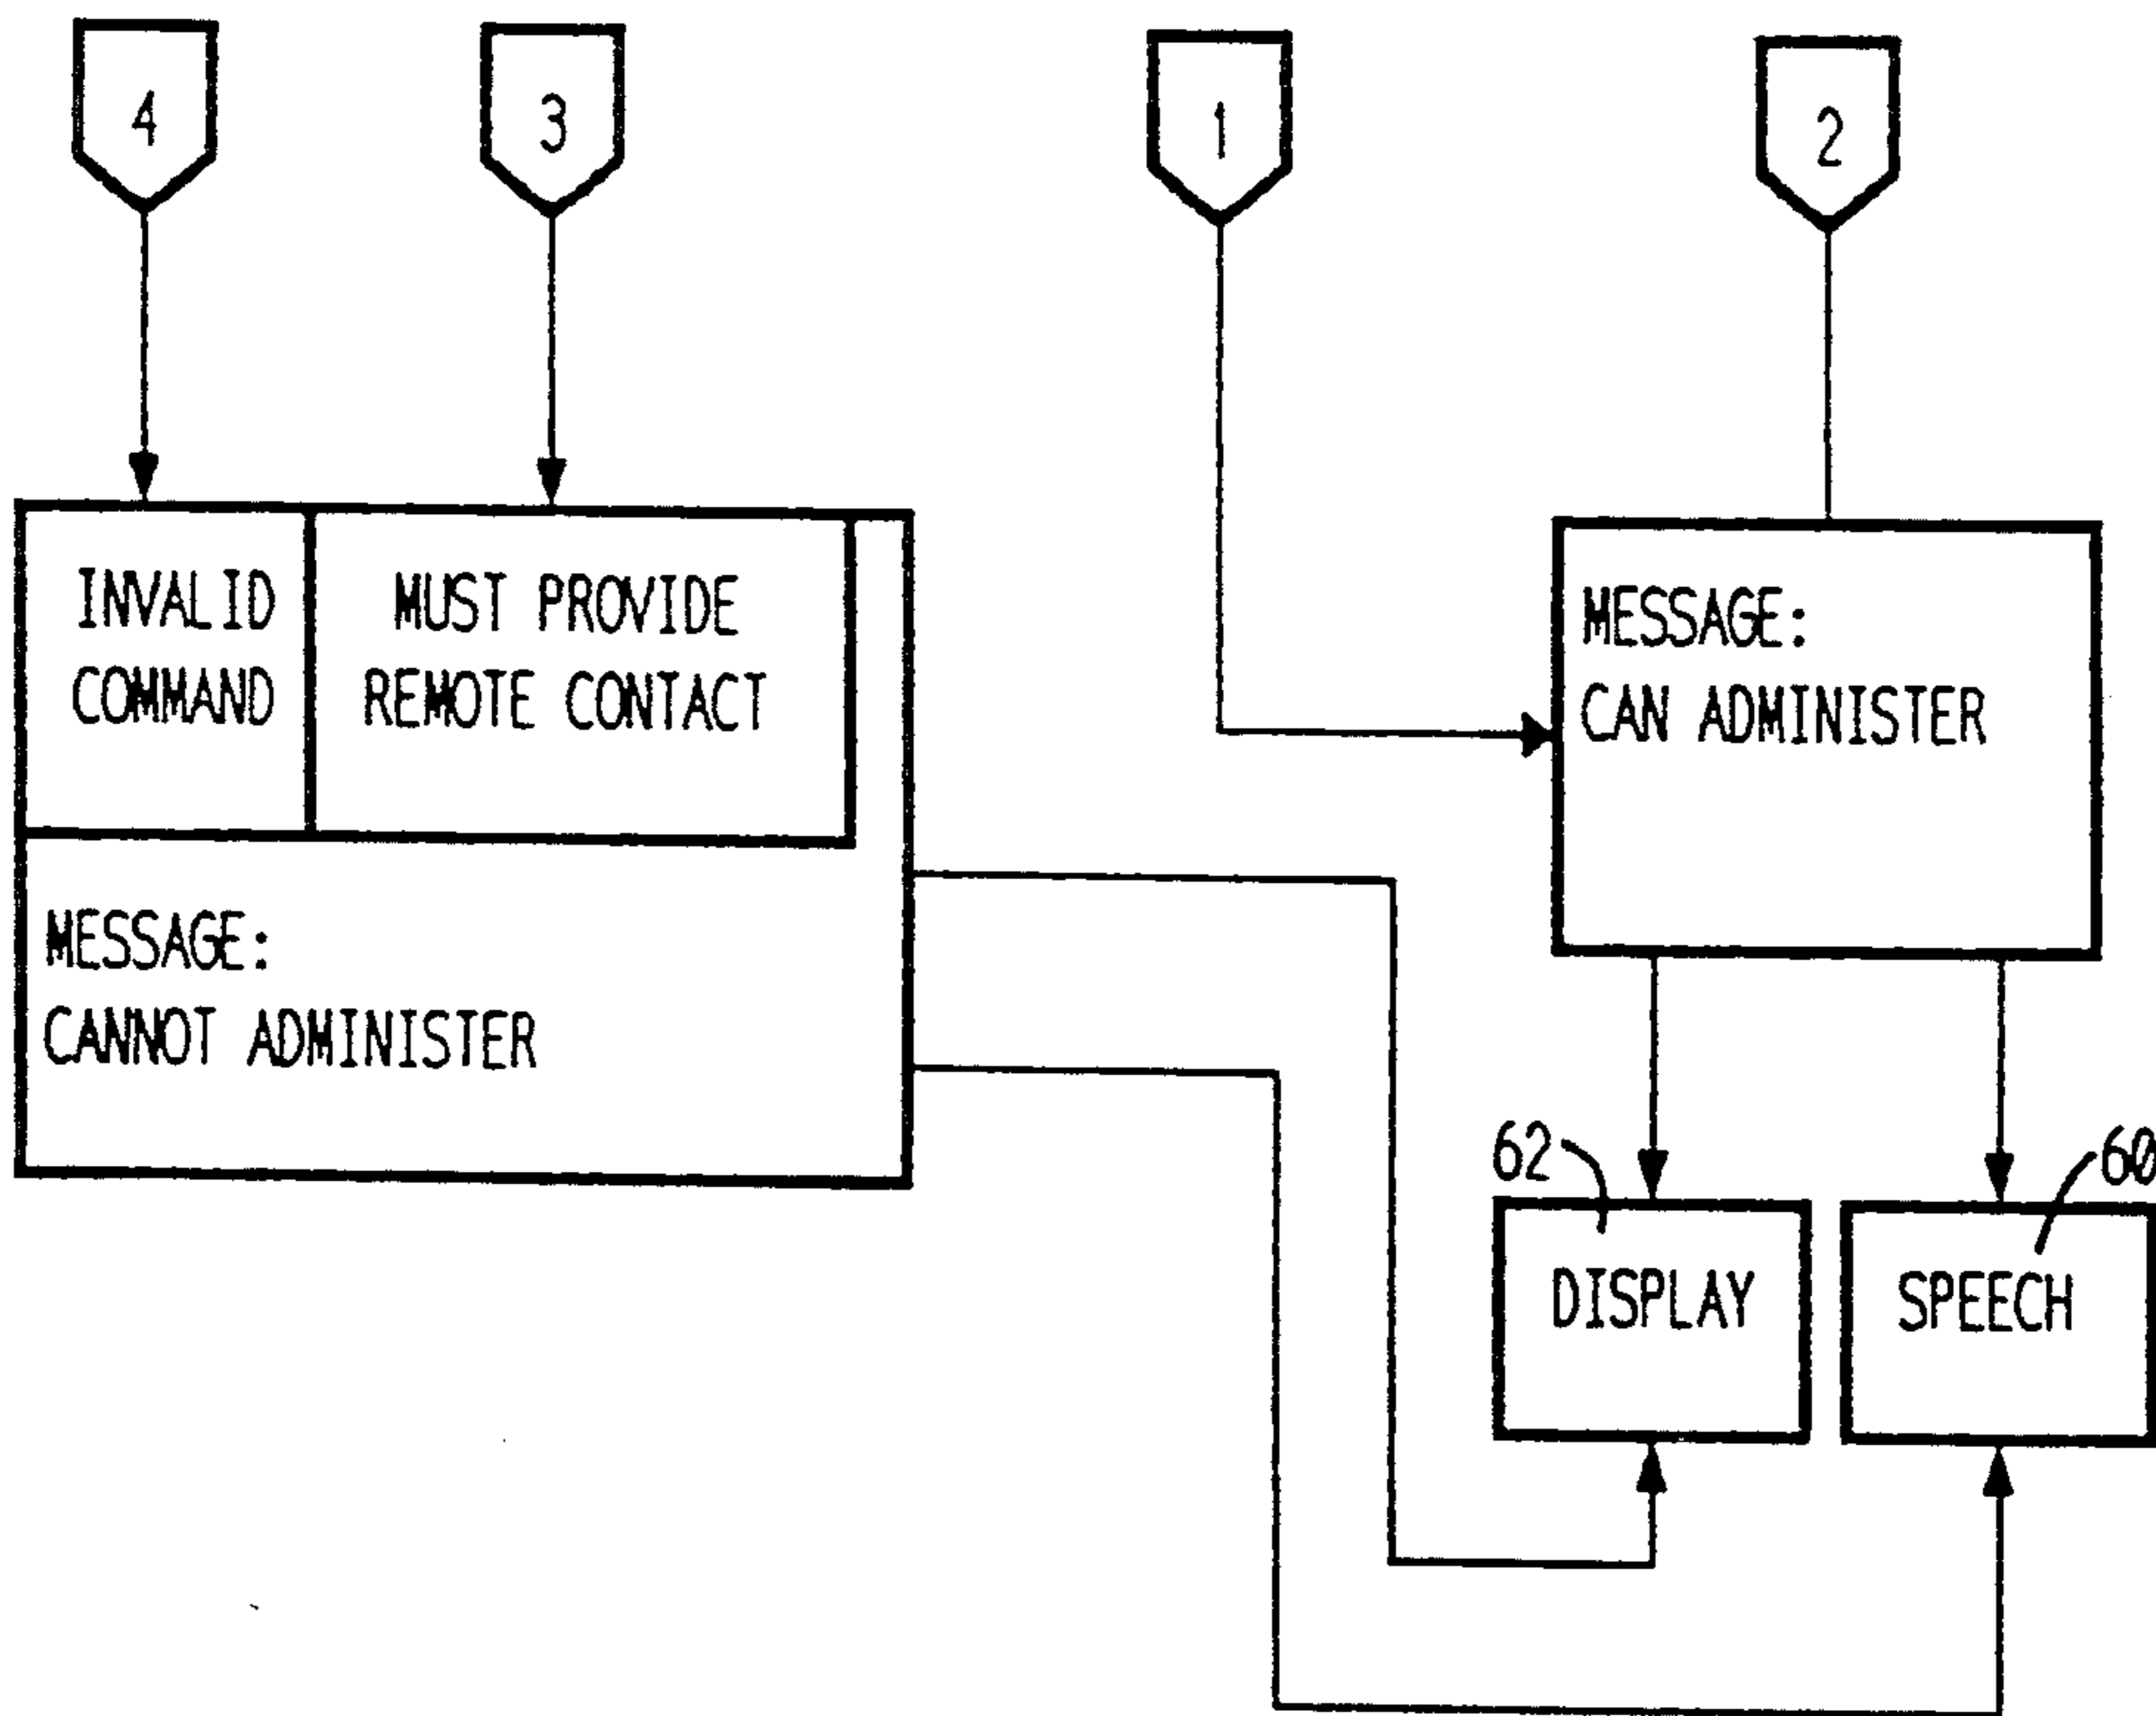 4
3
1
2
INVALID
COMMAND
MUST PROVIDE
REMOTE CONTACT
MESSAGE:
CAN ADMINISTER
MESSAGE:
CANNOT ADMINISTER
62
60
DISPLAY
SPEECH